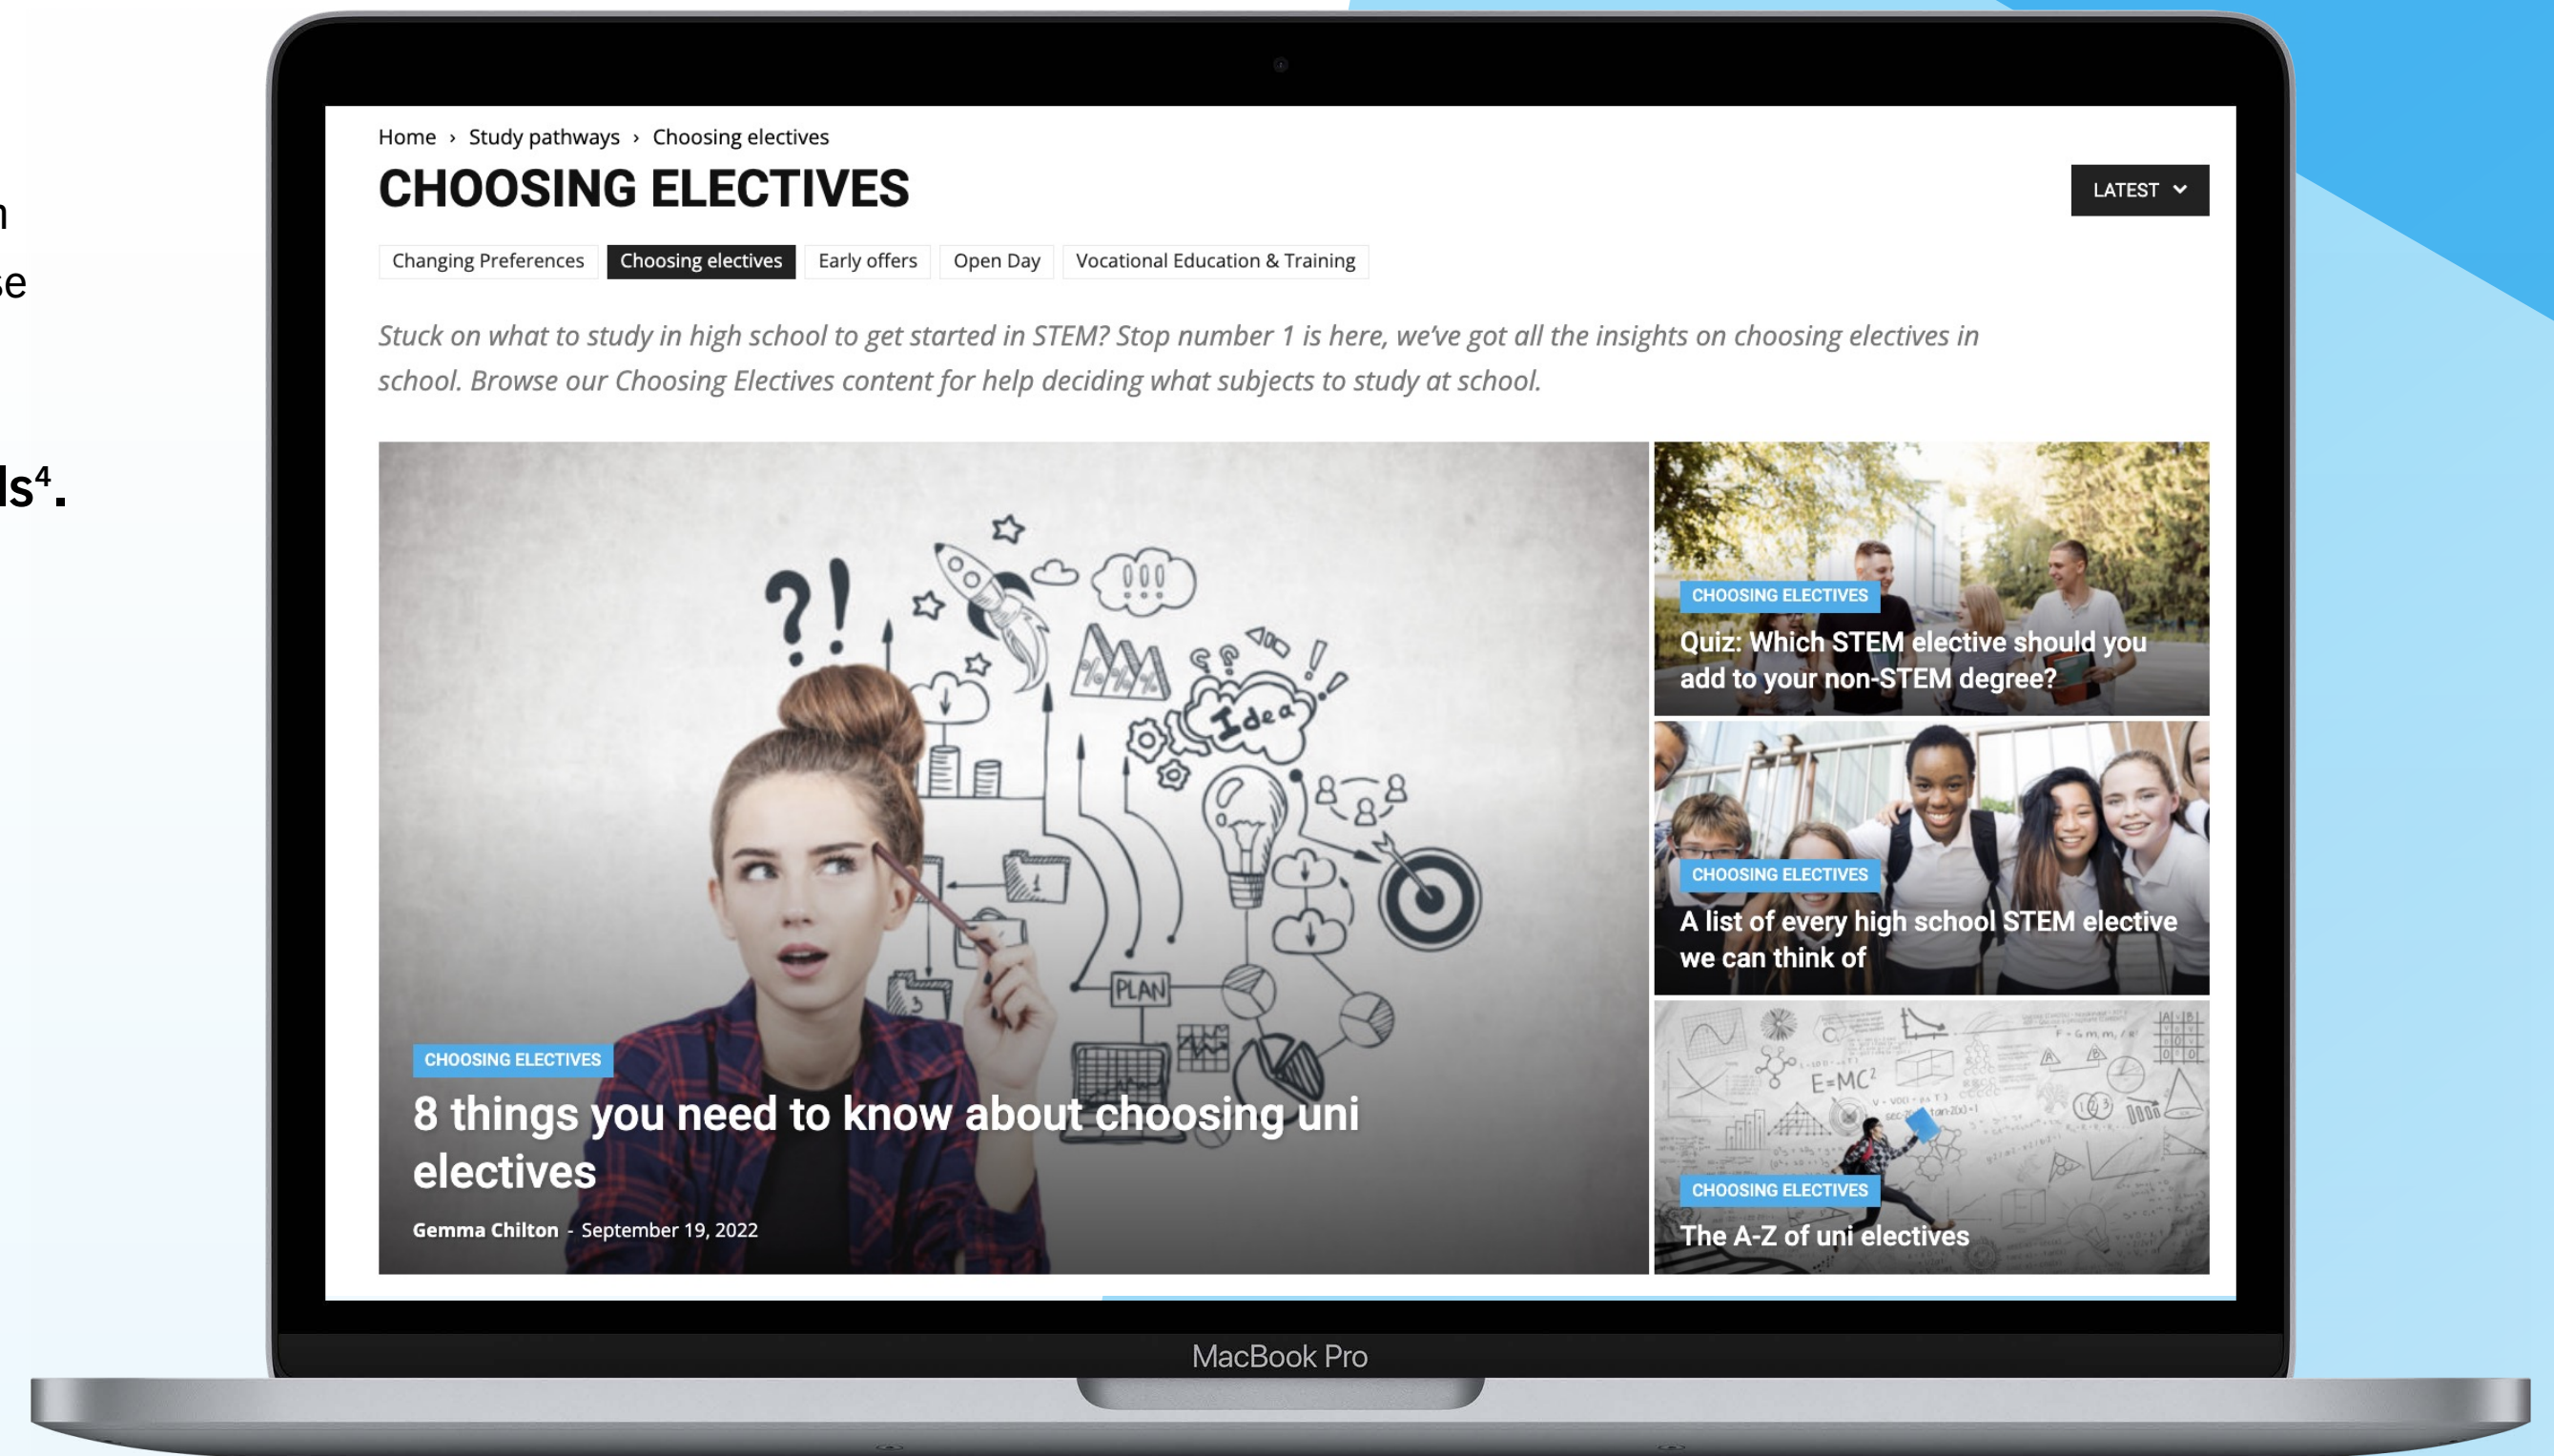 ls⁴.
Home › Study pathways › Choosing electives
CHOOSING ELECTIVES
LATEST
Changing Preferences Choosing electives Early offers Open Day Vocational Education & Training
Stuck on what to study in high school to get started in STEM? Stop number 1 is here, we’ve got all the insights on choosing electives in
school. Browse our Choosing Electives content for help deciding what subjects to study at school.
?!
!!!
%%%
Idea
1
3
PLAN
CHOOSING ELECTIVES
8 things you need to know about choosing uni
electives
Gemma Chilton - September 19, 2022
CHOOSING ELECTIVES
Quiz: Which STEM elective should you
add to your non-STEM degree?
CHOOSING ELECTIVES
A list of every high school STEM elective
we can think of
E=MC²
CHOOSING ELECTIVES
The A-Z of uni electives
MacBook Pro